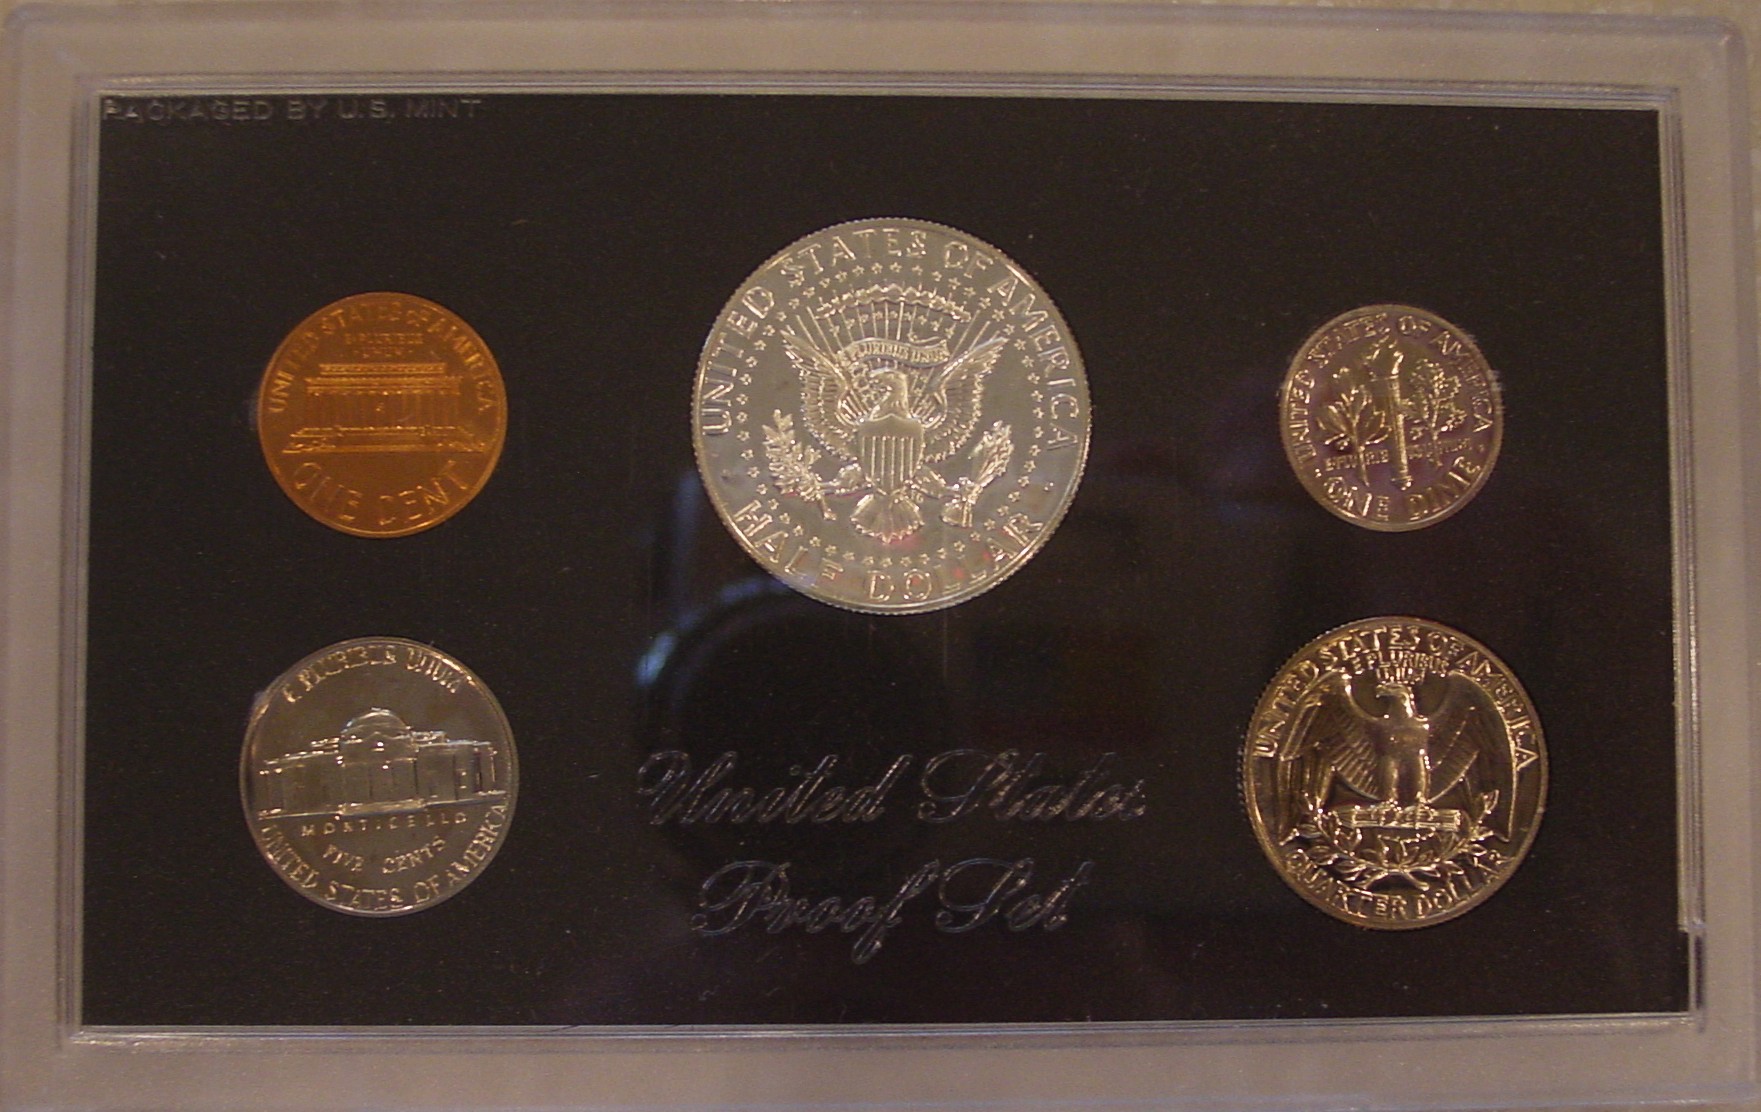 PACKAGED BY U.S. MINT
UNITED STATES OF AMERICA
E PLURIBUS
UNUM
ONE CENT
UNITED STATES OF AMERICA
E PLURIBUS UNUM
HALF DOLLAR
UNITED STATES OF AMERICA
ONE DIME
E PLURIBUS UNUM
MONTICELLO
FIVE CENTS
UNITED STATES OF AMERICA
UNITED STATES OF AMERICA
E PLURIBUS
UNUM
QUARTER DOLLAR
United States
Proof Set